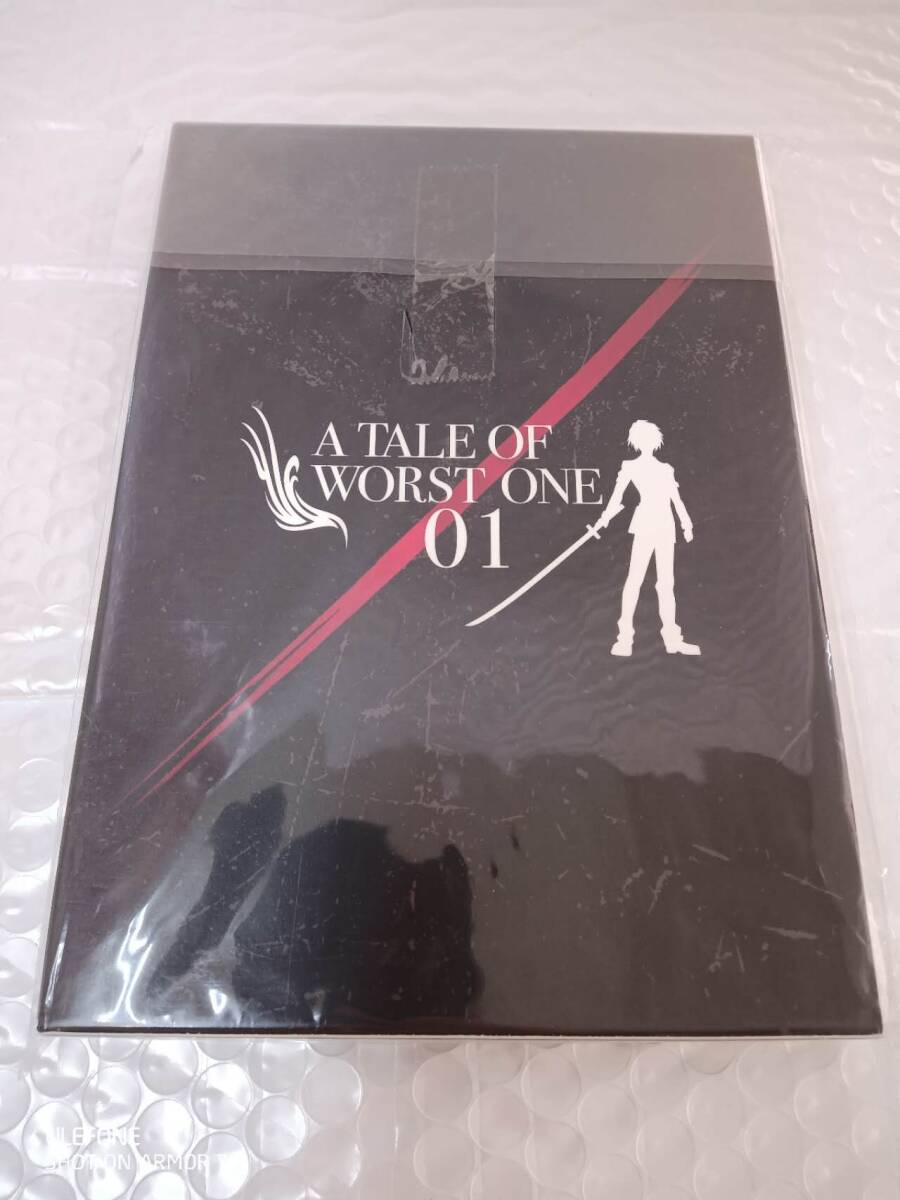 A TALE OF
WORST ONE
01
ULEFONE
SHOT ON ARMOR